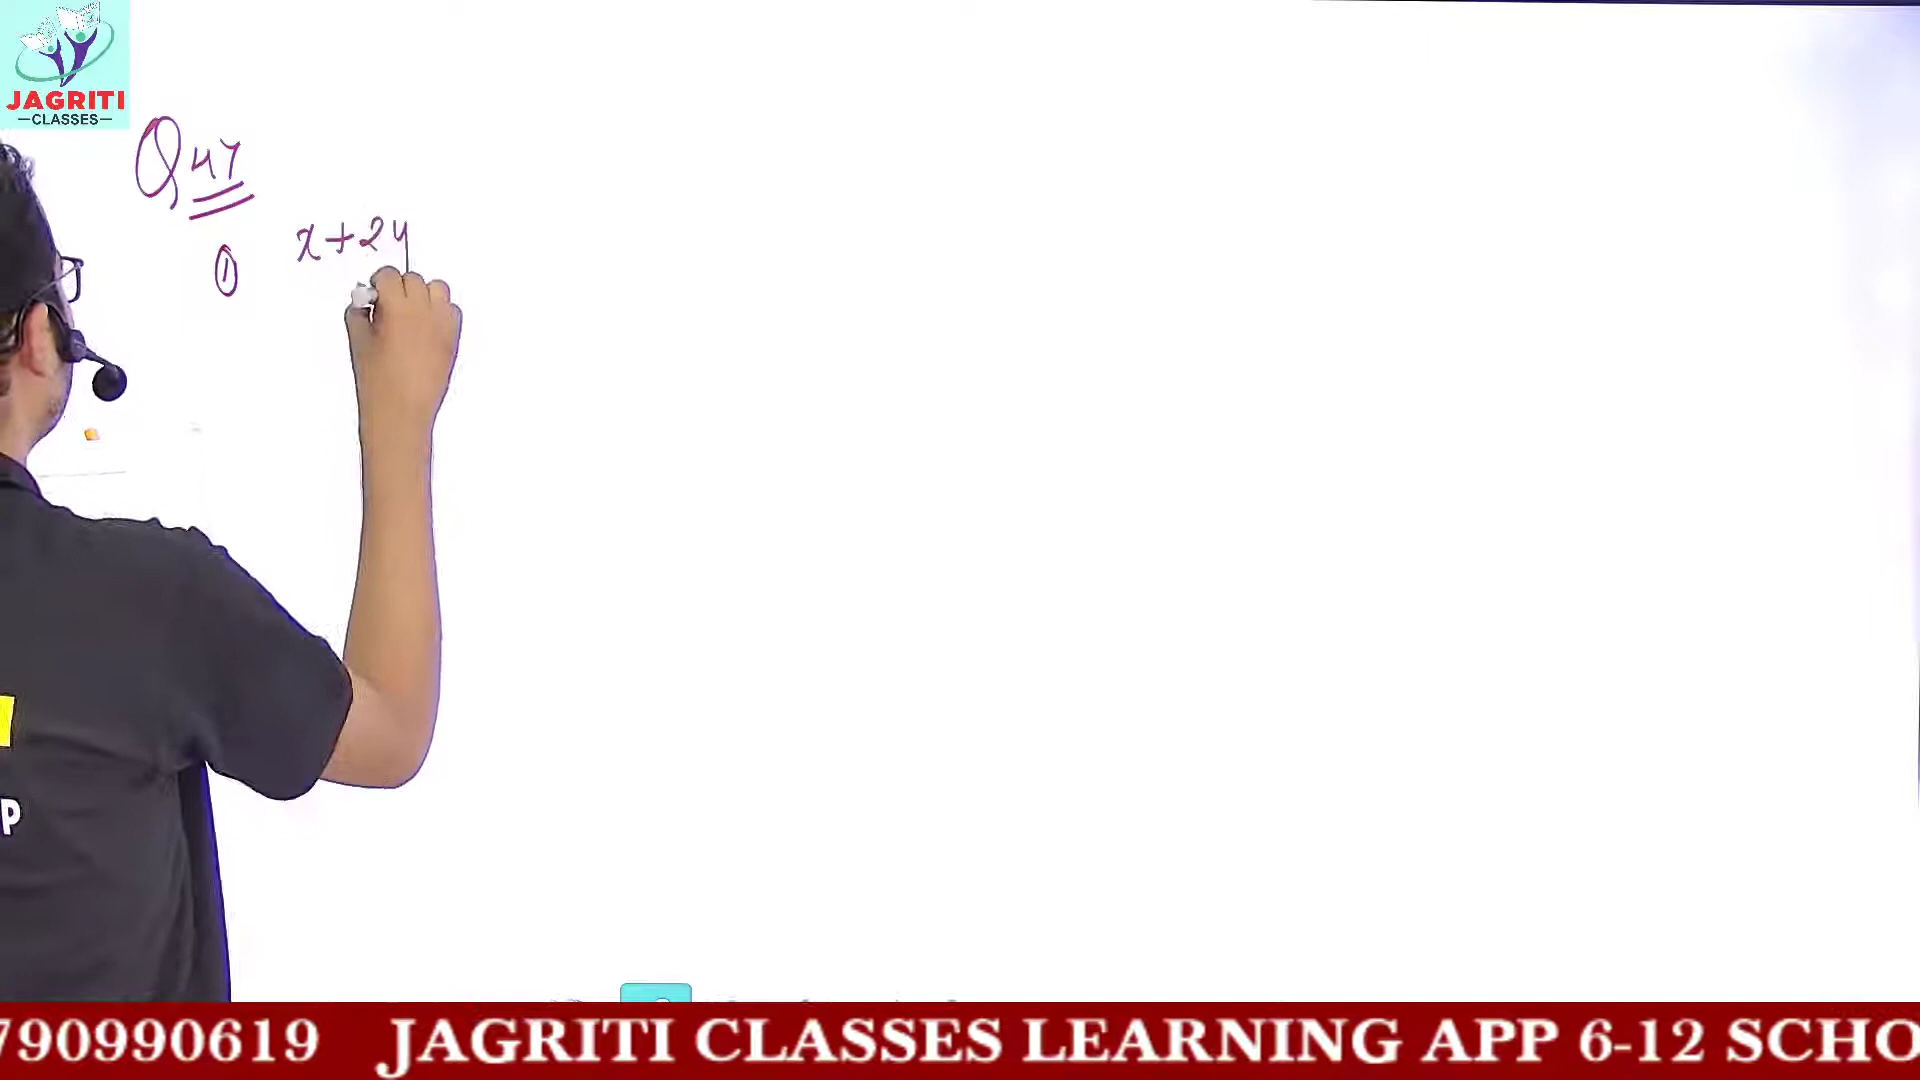 JAGRITI
—CLASSES—
Q47
① x+2y
P
790990619 JAGRITI CLASSES LEARNING APP 6-12 SCHO